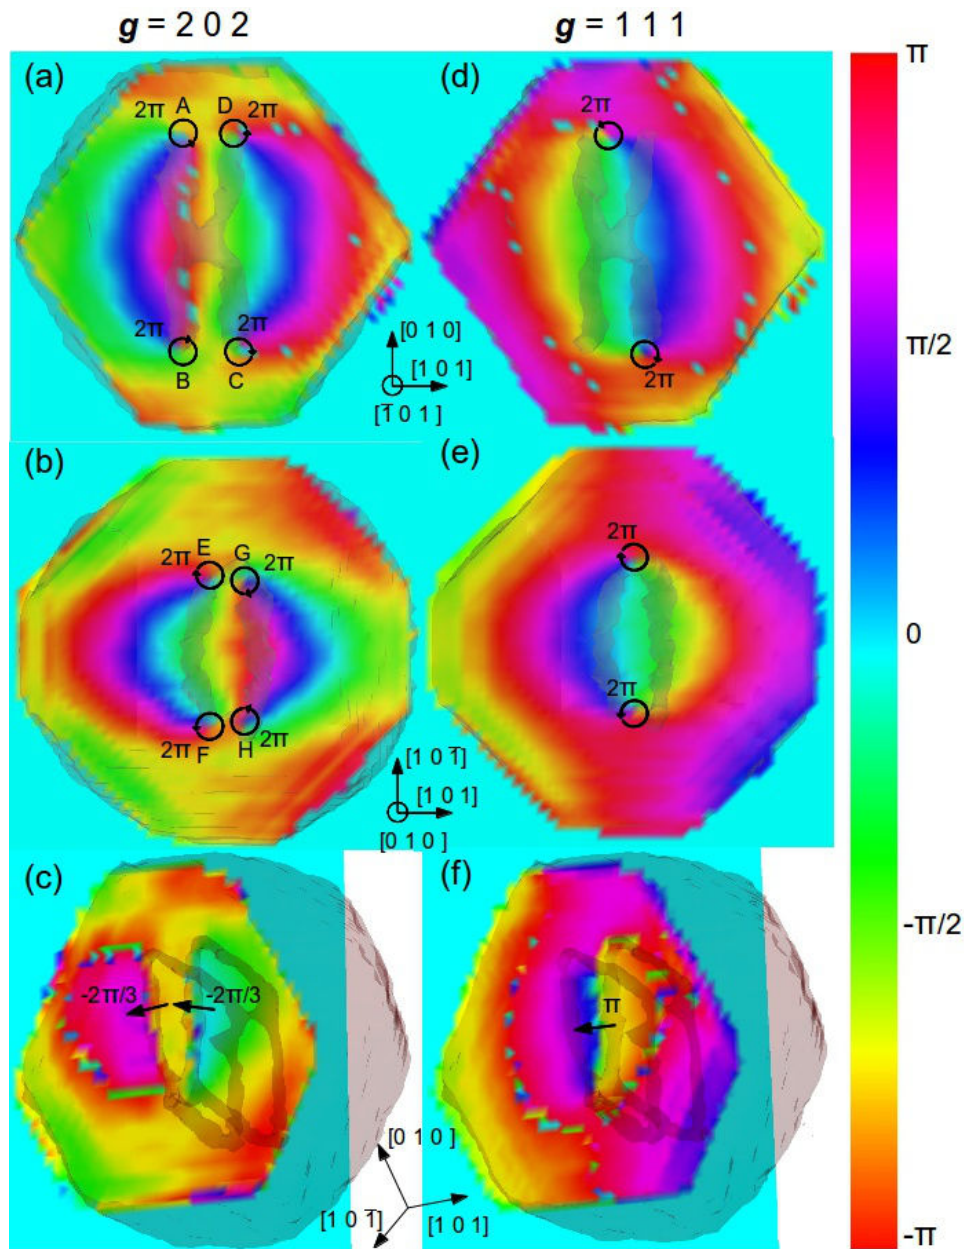 g = 2 0 2
g = 1 1 1
(a)
2π A D 2π
2π 2π
B C
[0 1 0]
[1 0 1]
[1̅ 0 1]
(d)
2π
2π
π
π/2
0
-π/2
-π
(b)
2π E G 2π
2π F H 2π
[1 0 1̅]
[1 0 1]
[0 1 0]
(e)
2π
2π
(c)
-2π/3 -2π/3
[0 1 0]
[1 0 1̅]
[1 0 1]
(f)
π